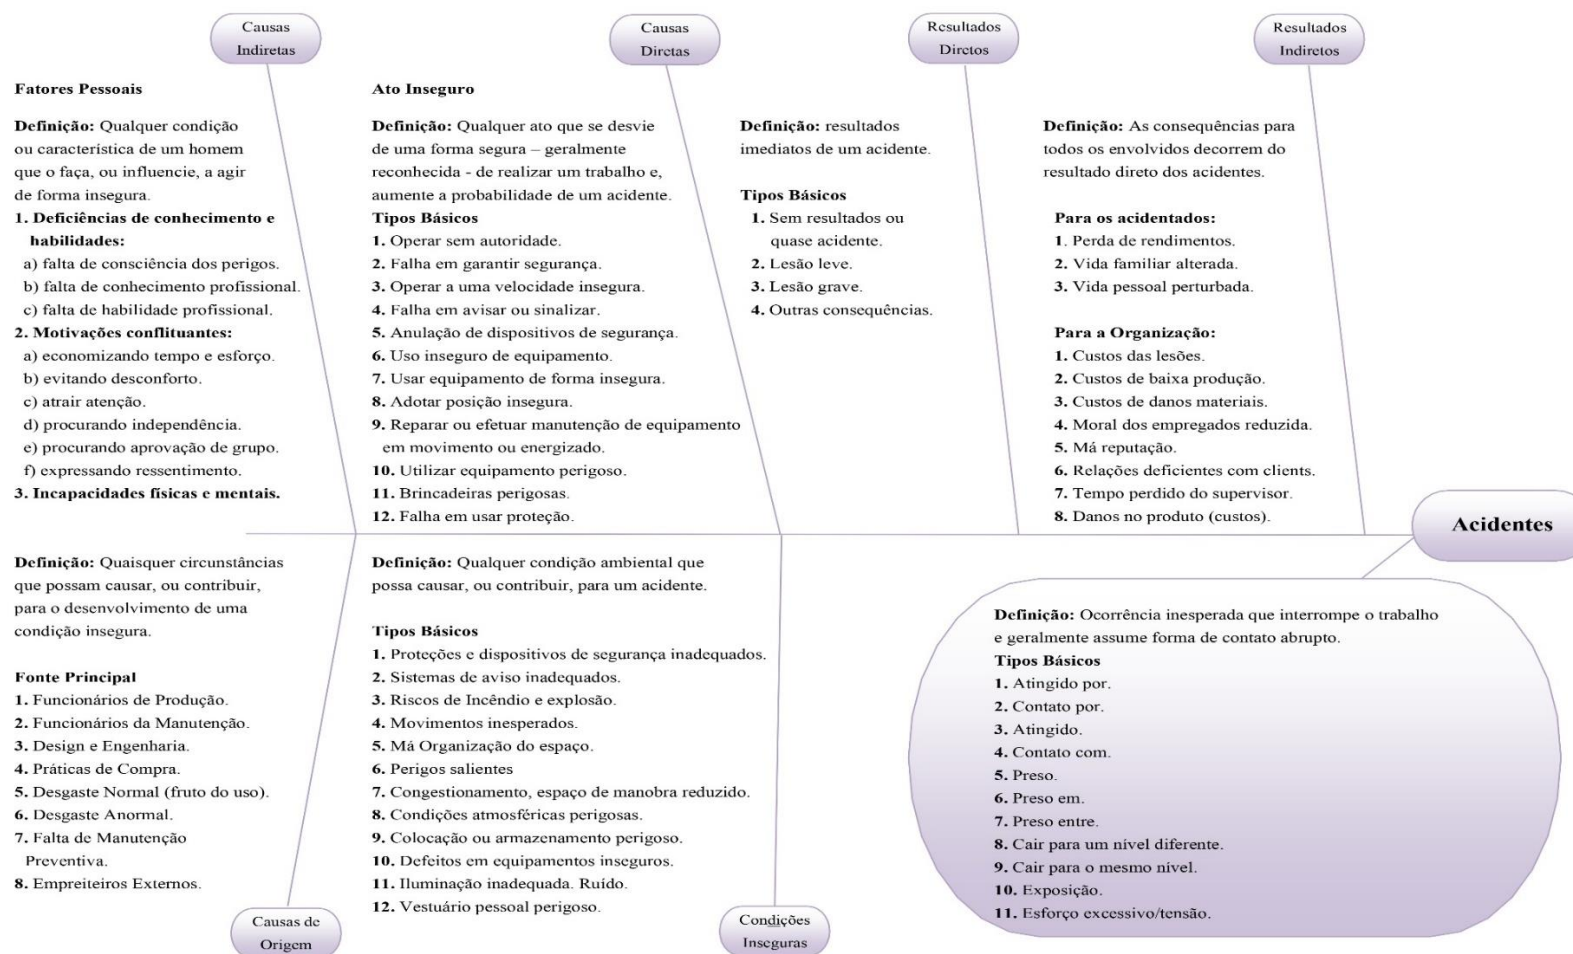 Causas
Indiretas
Causas
Diretas
Resultados
Diretos
Resultados
Indiretos
Fatores Pessoais
Definição: Qualquer condição
ou característica de um homem
que o faça, ou influencie, a agir
de forma insegura.
1. Deficiências de conhecimento e
habilidades:
a) falta de consciência dos perigos.
b) falta de conhecimento profissional.
c) falta de habilidade profissional.
2. Motivações conflituantes:
a) economizando tempo e esforço.
b) evitando desconforto.
c) atrair atenção.
d) procurando independência.
e) procurando aprovação de grupo.
f) expressando ressentimento.
3. Incapacidades físicas e mentais.
Ato Inseguro
Definição: Qualquer ato que se desvie
de uma forma segura – geralmente
reconhecida - de realizar um trabalho e,
aumente a probabilidade de um acidente.
Tipos Básicos
1. Operar sem autoridade.
2. Falha em garantir segurança.
3. Operar a uma velocidade insegura.
4. Falha em avisar ou sinalizar.
5. Anulação de dispositivos de segurança.
6. Uso inseguro de equipamento.
7. Usar equipamento de forma insegura.
8. Adotar posição insegura.
9. Reparar ou efetuar manutenção de equipamento
em movimento ou energizado.
10. Utilizar equipamento perigoso.
11. Brincadeiras perigosas.
12. Falha em usar proteção.
Definição: resultados
imediatos de um acidente.
Tipos Básicos
1. Sem resultados ou
quase acidente.
2. Lesão leve.
3. Lesão grave.
4. Outras consequências.
Definição: As consequências para
todos os envolvidos decorrem do
resultado direto dos acidentes.
Para os acidentados:
1. Perda de rendimentos.
2. Vida familiar alterada.
3. Vida pessoal perturbada.
Para a Organização:
1. Custos das lesões.
2. Custos de baixa produção.
3. Custos de danos materiais.
4. Moral dos empregados reduzida.
5. Má reputação.
6. Relações deficientes com clients.
7. Tempo perdido do supervisor.
8. Danos no produto (custos).
Acidentes
Definição: Quaisquer circunstâncias
que possam causar, ou contribuir,
para o desenvolvimento de uma
condição insegura.
Fonte Principal
1. Funcionários de Produção.
2. Funcionários da Manutenção.
3. Design e Engenharia.
4. Práticas de Compra.
5. Desgaste Normal (fruto do uso).
6. Desgaste Anormal.
7. Falta de Manutenção
Preventiva.
8. Empreiteiros Externos.
Definição: Qualquer condição ambiental que
possa causar, ou contribuir, para um acidente.
Tipos Básicos
1. Proteções e dispositivos de segurança inadequados.
2. Sistemas de aviso inadequados.
3. Riscos de Incêndio e explosão.
4. Movimentos inesperados.
5. Má Organização do espaço.
6. Perigos salientes
7. Congestionamento, espaço de manobra reduzido.
8. Condições atmosféricas perigosas.
9. Colocação ou armazenamento perigoso.
10. Defeitos em equipamentos inseguros.
11. Iluminação inadequada. Ruído.
12. Vestuário pessoal perigoso.
Definição: Ocorrência inesperada que interrompe o trabalho
e geralmente assume forma de contato abrupto.
Tipos Básicos
1. Atingido por.
2. Contato por.
3. Atingido.
4. Contato com.
5. Preso.
6. Preso em.
7. Preso entre.
8. Cair para um nível diferente.
9. Cair para o mesmo nível.
10. Exposição.
11. Esforço excessivo/tensão.
Causas de
Origem
Condições
Inseguras